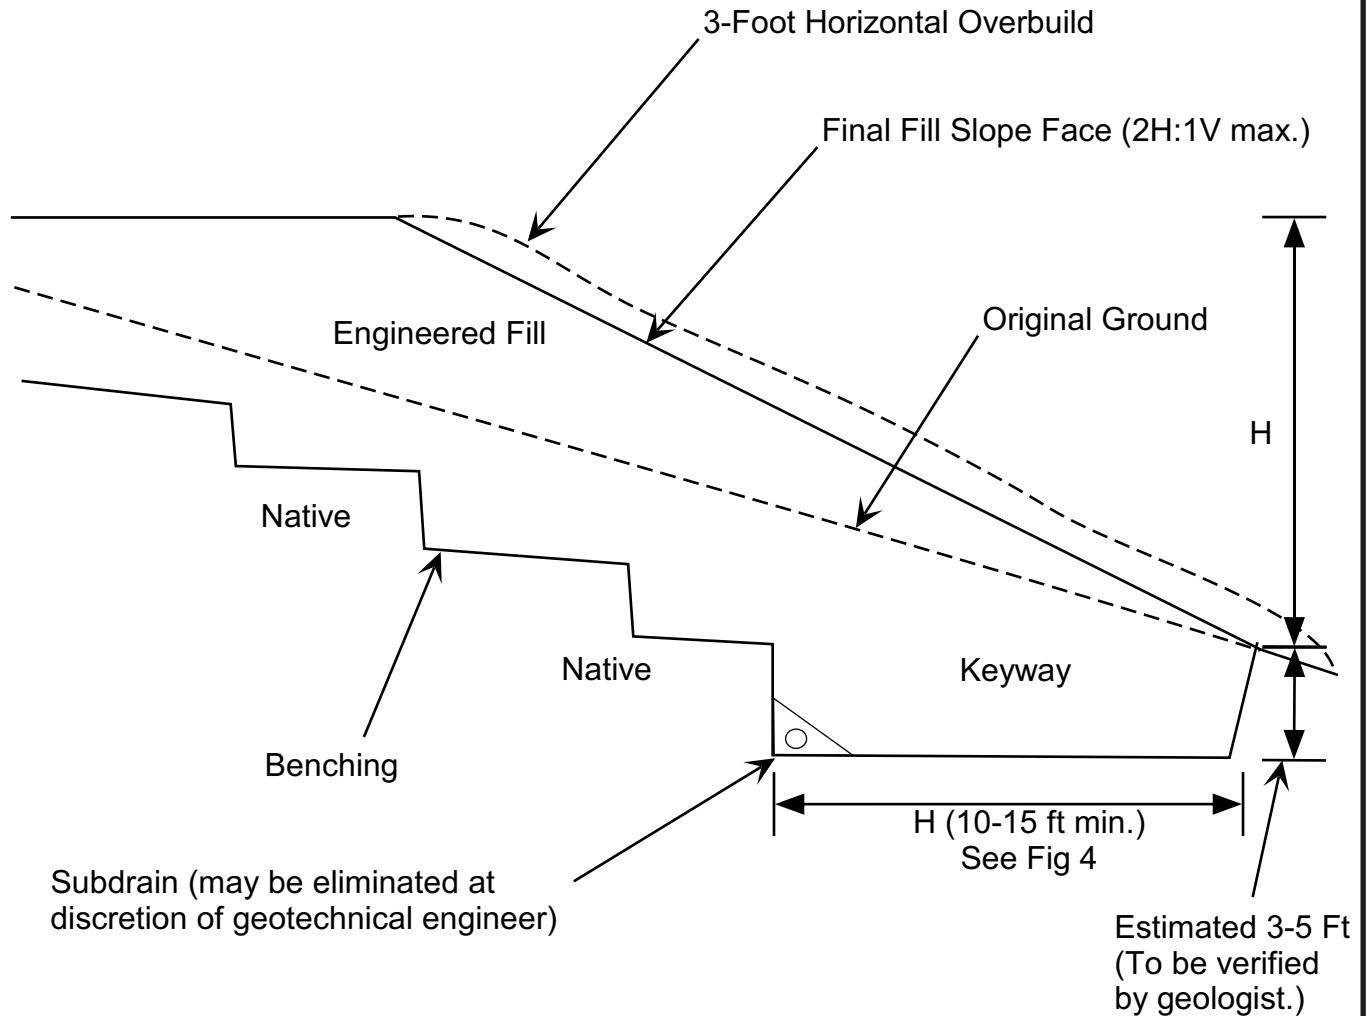 3-Foot Horizontal Overbuild
Final Fill Slope Face (2H:1V max.)
Original Ground
Engineered Fill
H
Native
Native
Keyway
Benching
H (10-15 ft min.)
See Fig 4
Subdrain (may be eliminated at
discretion of geotechnical engineer)
Estimated 3-5 Ft
(To be verified
by geologist.)